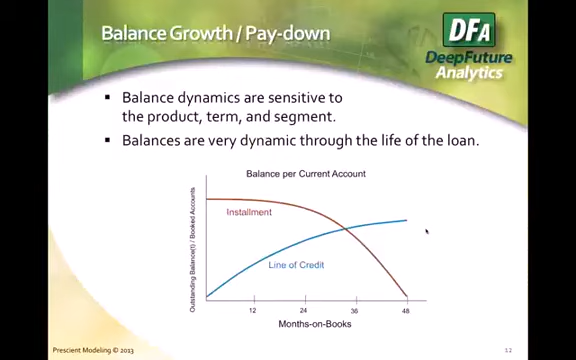 Balance Growth / Pay-down
DFA
DeepFuture
Analytics
Balance dynamics are sensitive to
the product, term, and segment.
Balances are very dynamic through the life of the loan.
Balance per Current Account
Outstanding Balance(t) / Booked Accounts
Installment
Line of Credit
12 24 36 48
Months-on-Books
Prescient Modeling © 2013
12